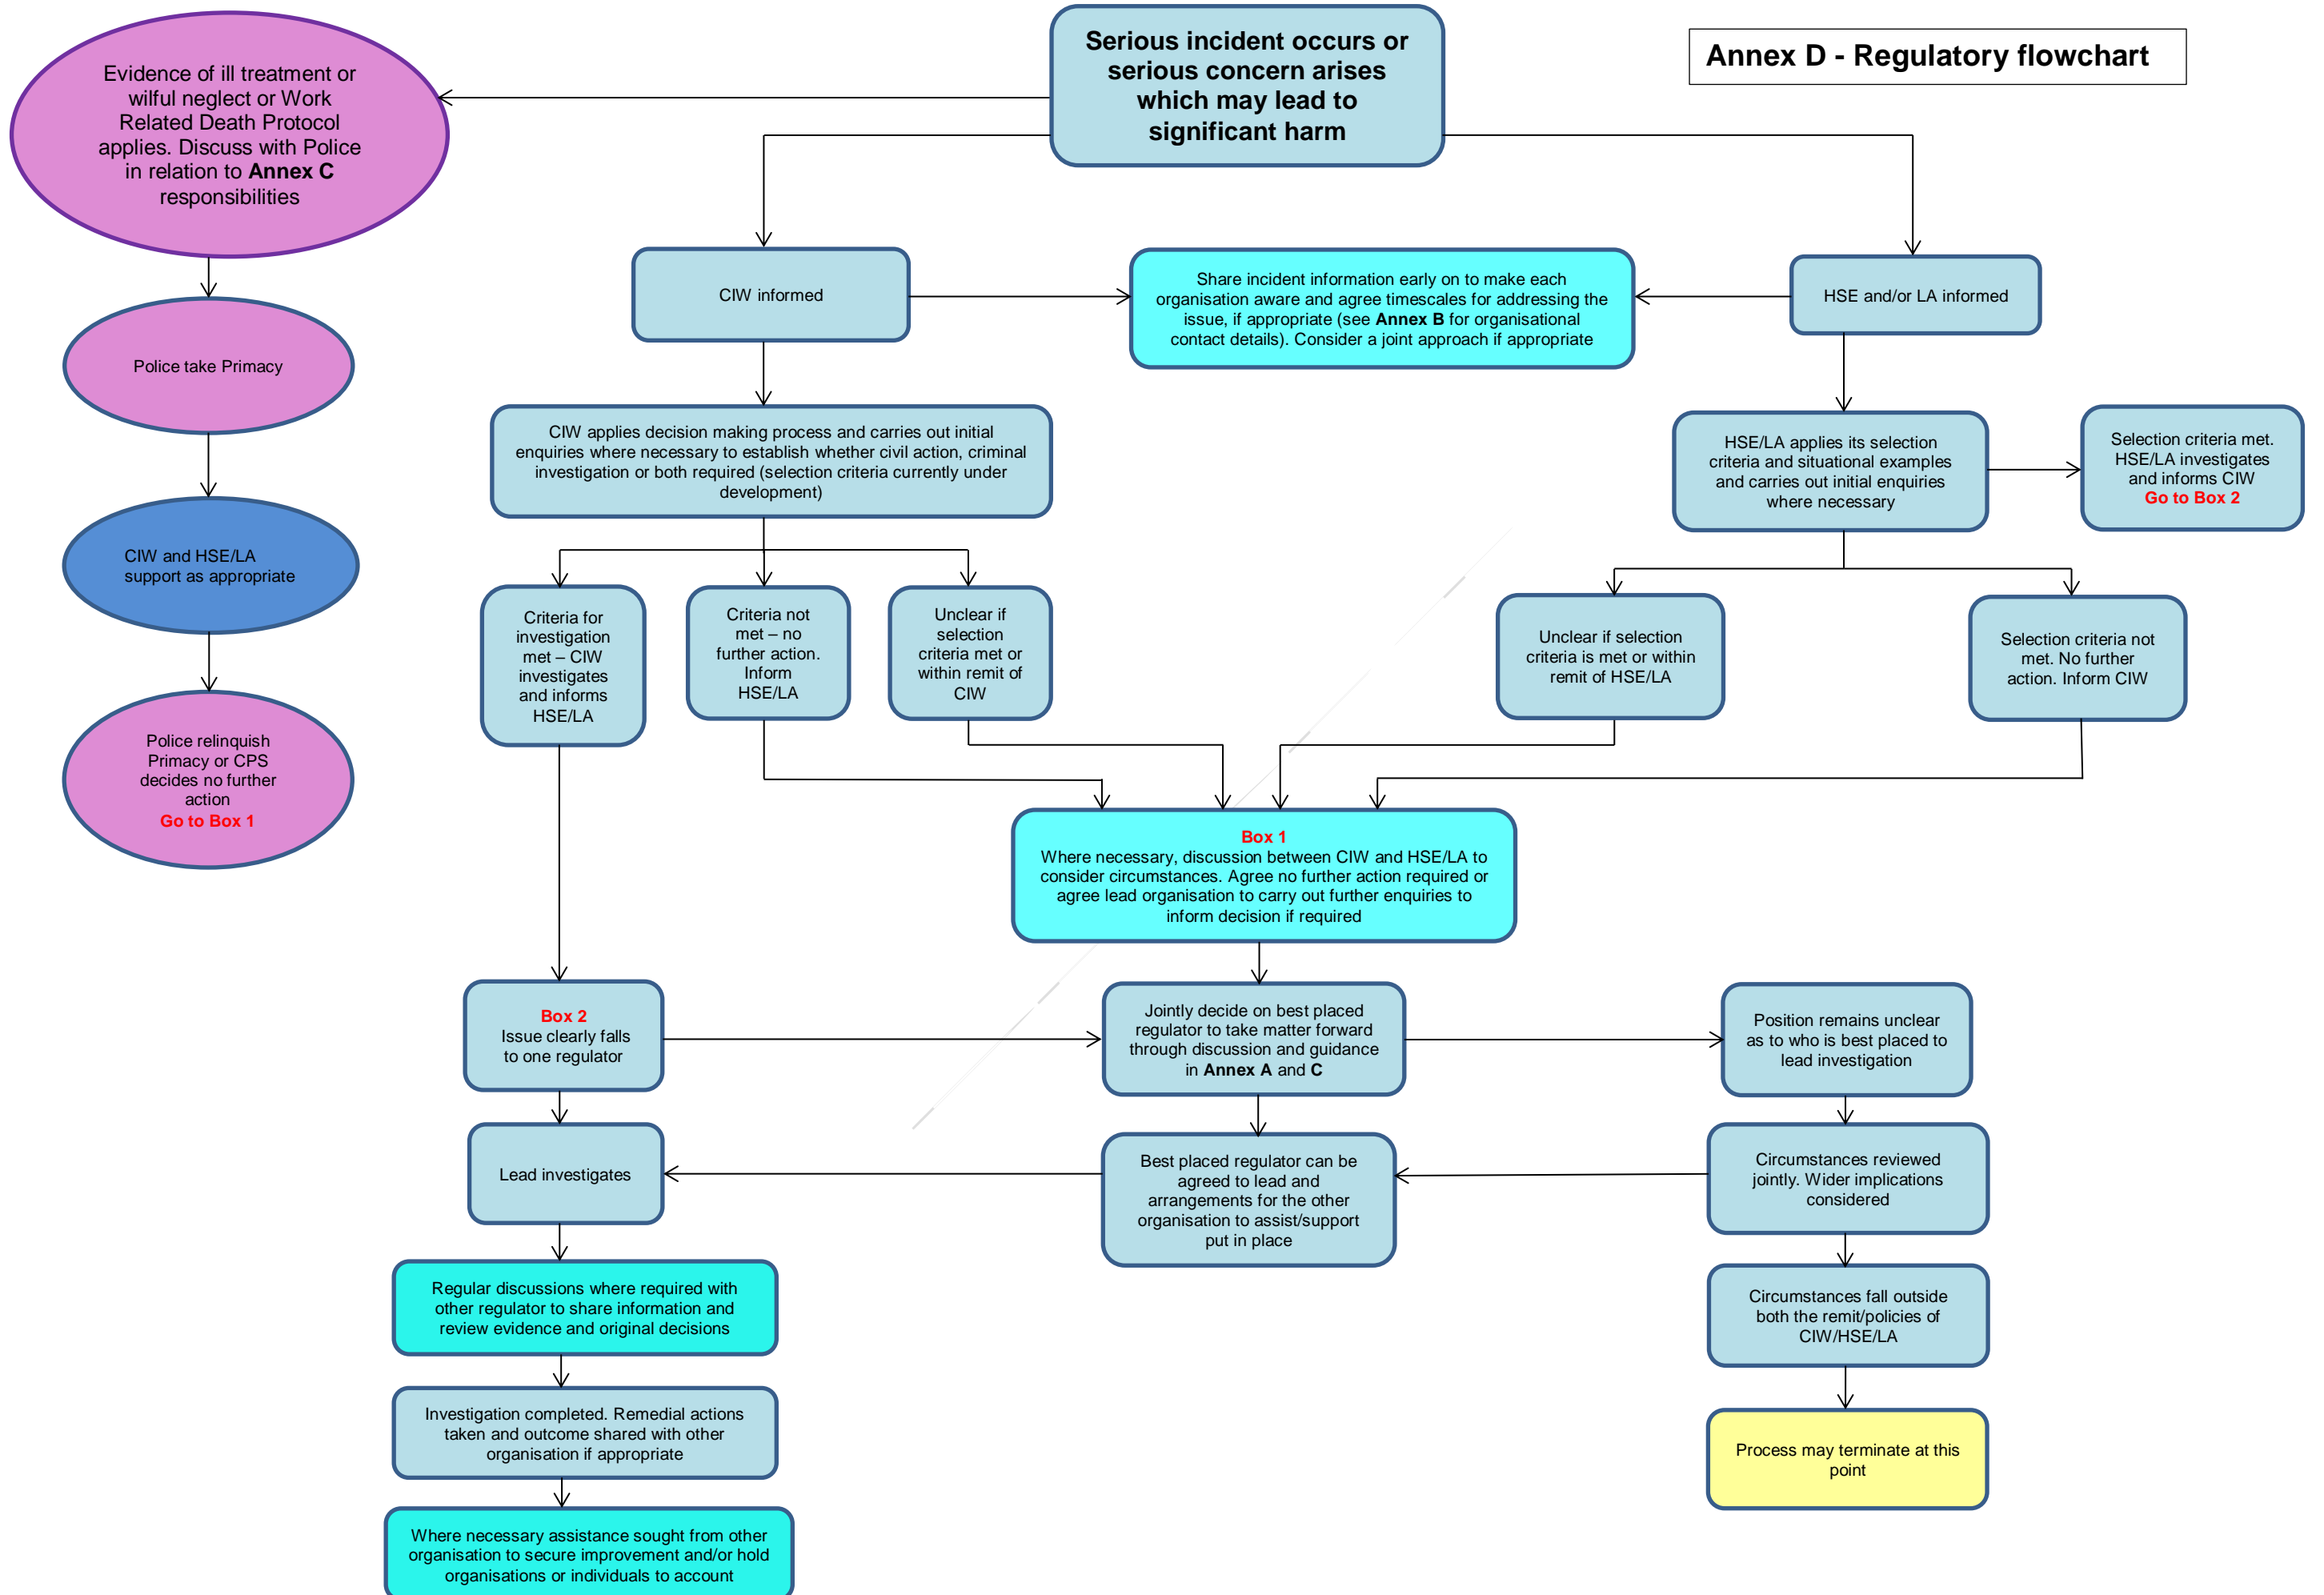 Annex D - Regulatory flowchart
Serious incident occurs or
serious concern arises
which may lead to
significant harm
Evidence of ill treatment or
wilful neglect or Work
Related Death Protocol
applies. Discuss with Police
in relation to Annex C
responsibilities
Police take Primacy
CIW and HSE/LA
support as appropriate
Police relinquish
Primacy or CPS
decides no further
action
Go to Box 1
CIW informed
Share incident information early on to make each
organisation aware and agree timescales for addressing the
issue, if appropriate (see Annex B for organisational
contact details). Consider a joint approach if appropriate
HSE and/or LA informed
CIW applies decision making process and carries out initial
enquiries where necessary to establish whether civil action, criminal
investigation or both required (selection criteria currently under
development)
HSE/LA applies its selection
criteria and situational examples
and carries out initial enquiries
where necessary
Selection criteria met.
HSE/LA investigates
and informs CIW
Go to Box 2
Criteria for
investigation
met – CIW
investigates
and informs
HSE/LA
Criteria not
met – no
further action.
Inform
HSE/LA
Unclear if
selection
criteria met or
within remit of
CIW
Unclear if selection
criteria is met or within
remit of HSE/LA
Selection criteria not
met. No further
action. Inform CIW
Box 1
Where necessary, discussion between CIW and HSE/LA to
consider circumstances. Agree no further action required or
agree lead organisation to carry out further enquiries to
inform decision if required
Box 2
Issue clearly falls
to one regulator
Jointly decide on best placed
regulator to take matter forward
through discussion and guidance
in Annex A and C
Position remains unclear
as to who is best placed to
lead investigation
Lead investigates
Best placed regulator can be
agreed to lead and
arrangements for the other
organisation to assist/support
put in place
Circumstances reviewed
jointly. Wider implications
considered
Regular discussions where required with
other regulator to share information and
review evidence and original decisions
Circumstances fall outside
both the remit/policies of
CIW/HSE/LA
Investigation completed. Remedial actions
taken and outcome shared with other
organisation if appropriate
Process may terminate at this
point
Where necessary assistance sought from other
organisation to secure improvement and/or hold
organisations or individuals to account